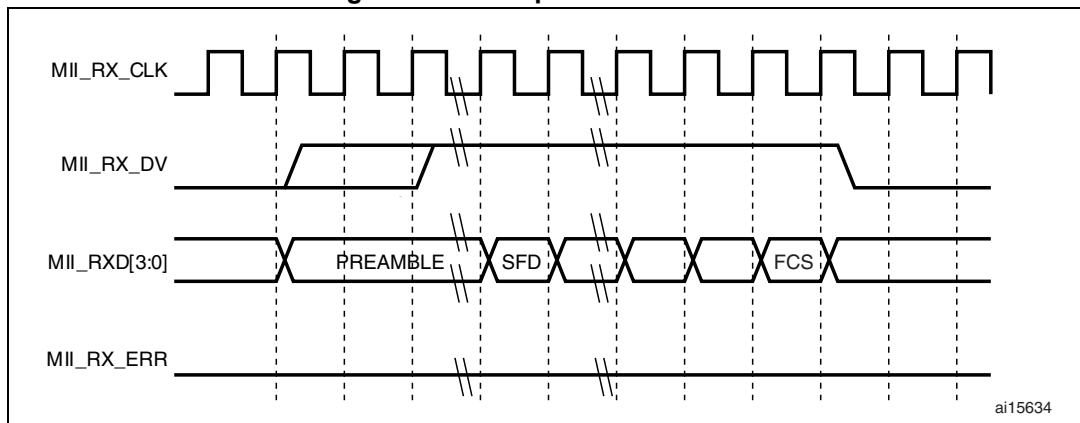 MII_RX_CLK
MII_RX_DV
MII_RXD[3:0]
PREAMBLE
SFD
FCS
MII_RX_ERR
ai15634